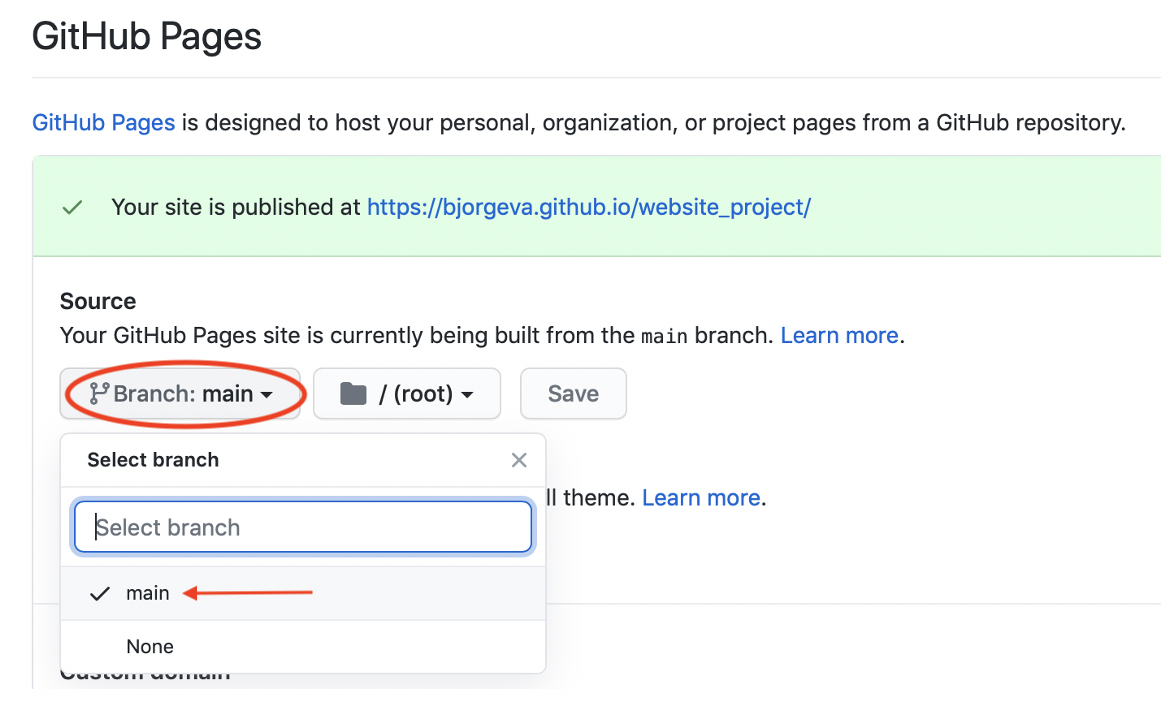 GitHub Pages
GitHub Pages is designed to host your personal, organization, or project pages from a GitHub repository.
Your site is published at https://bjorgeva.github.io/website_project/
Source
Your GitHub Pages site is currently being built from the main branch. Learn more.
Branch: main / (root) Save
Select branch
ll theme. Learn more.
Select branch
main
None
Custom domain